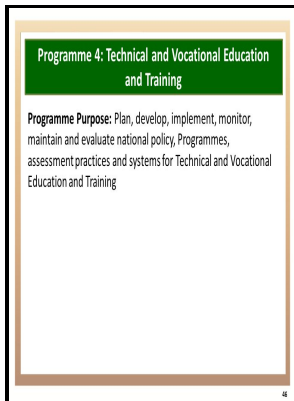 Programme 4: Technical and Vocational Education
and Training
Programme Purpose: Plan, develop, implement, monitor,
maintain and evaluate national policy, Programmes,
assessment practices and systems for Technical and Vocational
Education and Training
46